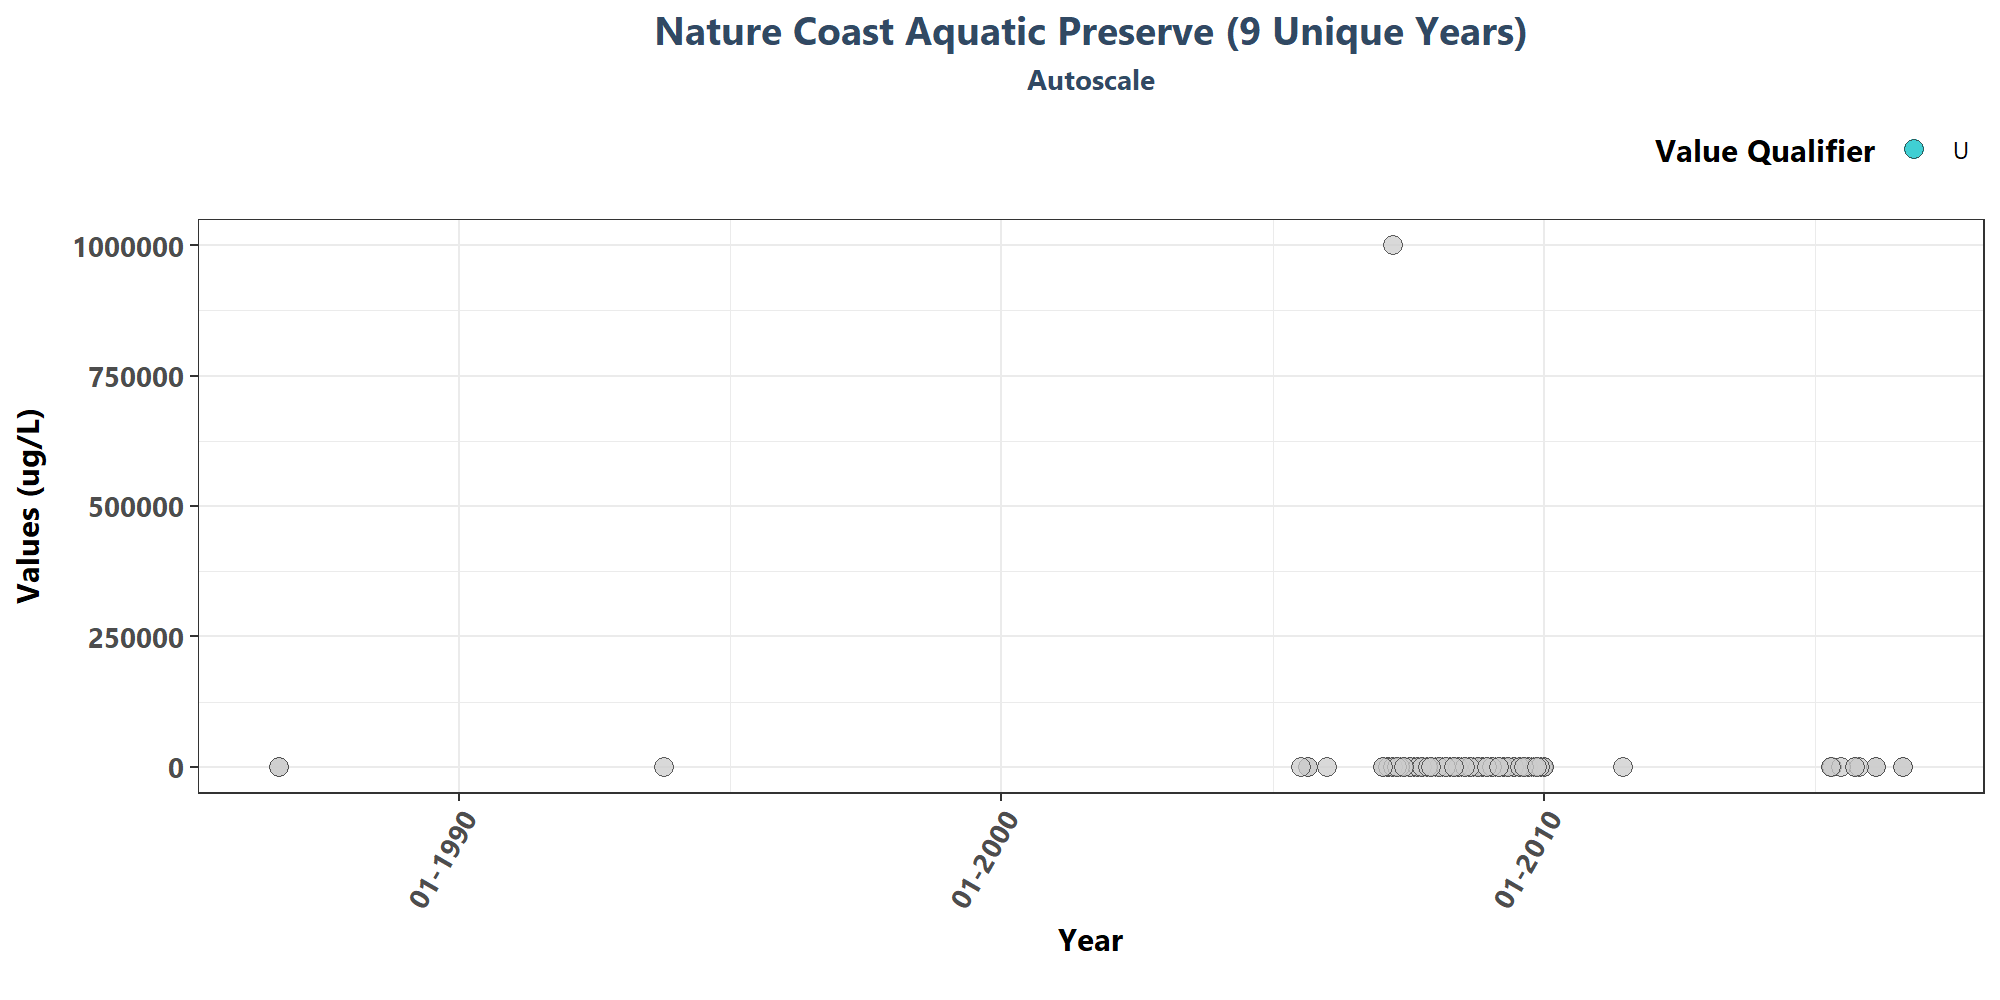 Nature Coast Aquatic Preserve (9 Unique Years)
Autoscale
Value Qualifier U
Values (ug/L)
1000000
750000
500000
250000
0
01-1990
01-2000
01-2010
Year